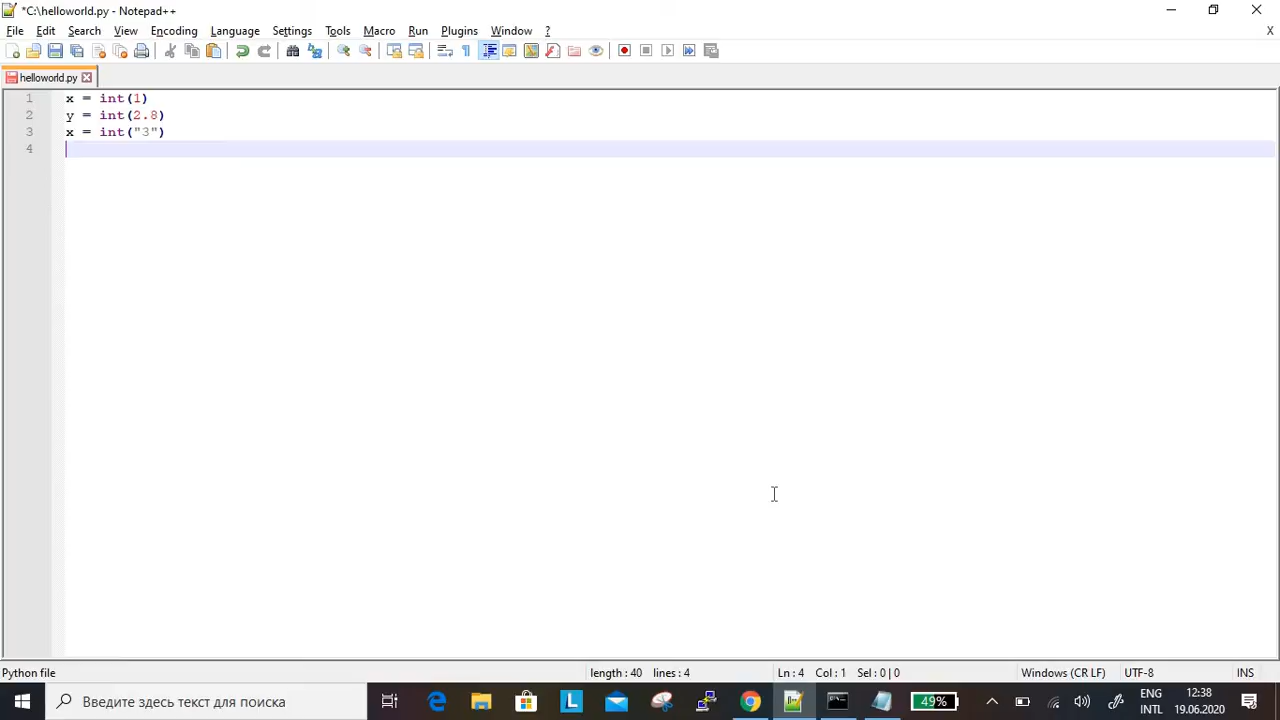 *C:\helloworld.py - Notepad++
File Edit Search View Encoding Language Settings Tools Macro Run Plugins Window ? X
helloworld.py
1 x = int(1)
2 y = int(2.8)
3 x = int("3")
4
Python file length : 40 lines : 4 Ln : 4 Col : 1 Sel : 0 | 0 Windows (CR LF) UTF-8 INS
Введите здесь текст для поиска
L
49%
ENG
INTL
12:38
19.06.2020